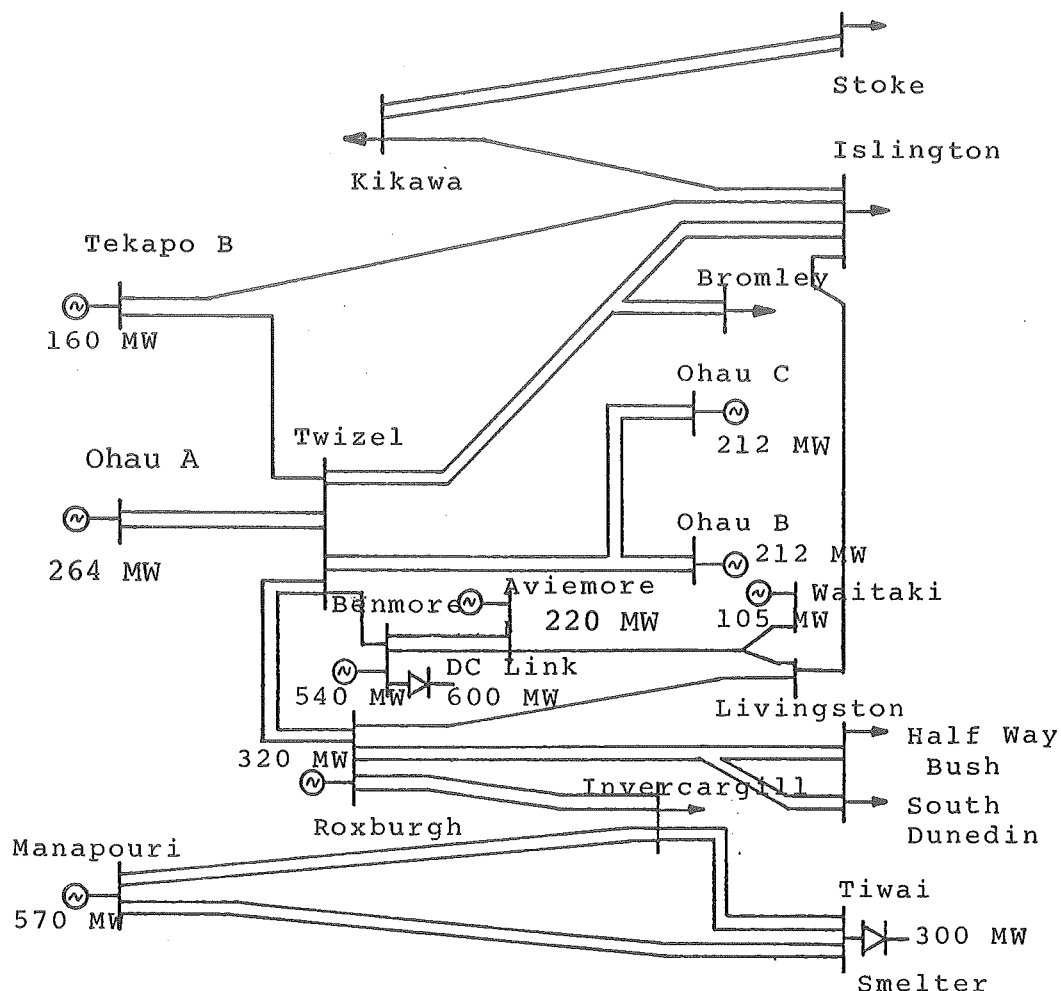 Stoke
Islington
Kikawa
Tekapo B
160 MW
Bromley
Ohau C
212 MW
Twizel
Ohau A
264 MW
Ohau B
212 MW
Benmore
Aviemore
220 MW
Waitaki
105 MW
540 MW
DC Link
600 MW
Livingston
320 MW
Roxburgh
Half Way
Bush
Invercargill
South
Dunedin
Manapouri
570 MW
Tiwai
300 MW
Smelter